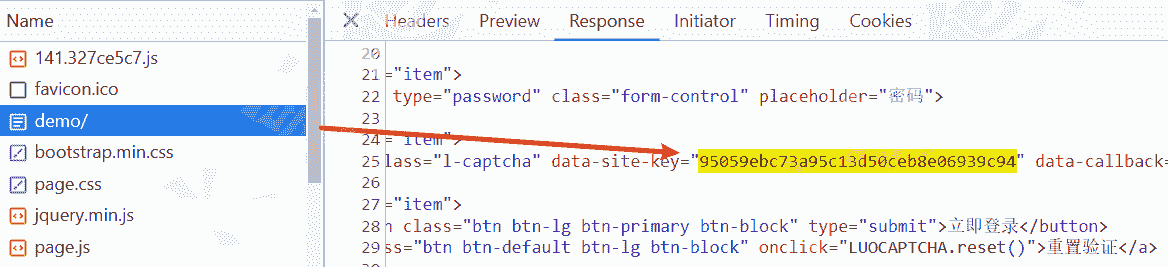 Name
141.327ce5c7.js
favicon.ico
demo/
bootstrap.min.css
page.css
jquery.min.js
page.js
Headers Preview Response Initiator Timing Cookies
20
21 ="item">
22 type="password" class="form-control" placeholder="密码">
23
24 ="item">
25 lass="l-captcha" data-site-key="95059ebc73a95c13d50ceb8e06939c94" data-callback=
26
27 ="item">
28 n class="btn btn-lg btn-primary btn-block" type="submit">立即登录</button>
29 ss="btn btn-default btn-lg btn-block" onclick="LUOCAPTCHA.reset()">重置验证</a>